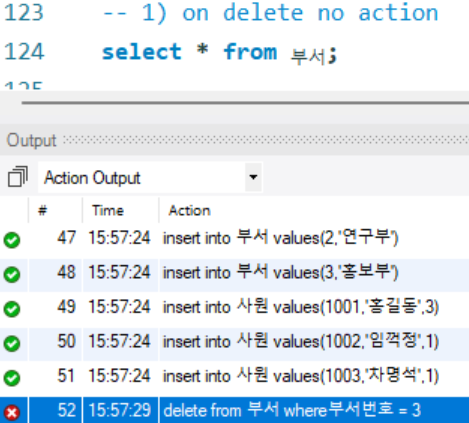 123 -- 1) on delete no action
124 select * from 부서;
Output
Action Output
# Time Action
47 15:57:24 insert into 부서 values(2,'연구부')
48 15:57:24 insert into 부서 values(3,'홍보부')
49 15:57:24 insert into 사원 values(1001,'홍길동',3)
50 15:57:24 insert into 사원 values(1002,'임꺽정',1)
51 15:57:24 insert into 사원 values(1003,'차명석',1)
52 15:57:29 delete from 부서 where부서번호 = 3